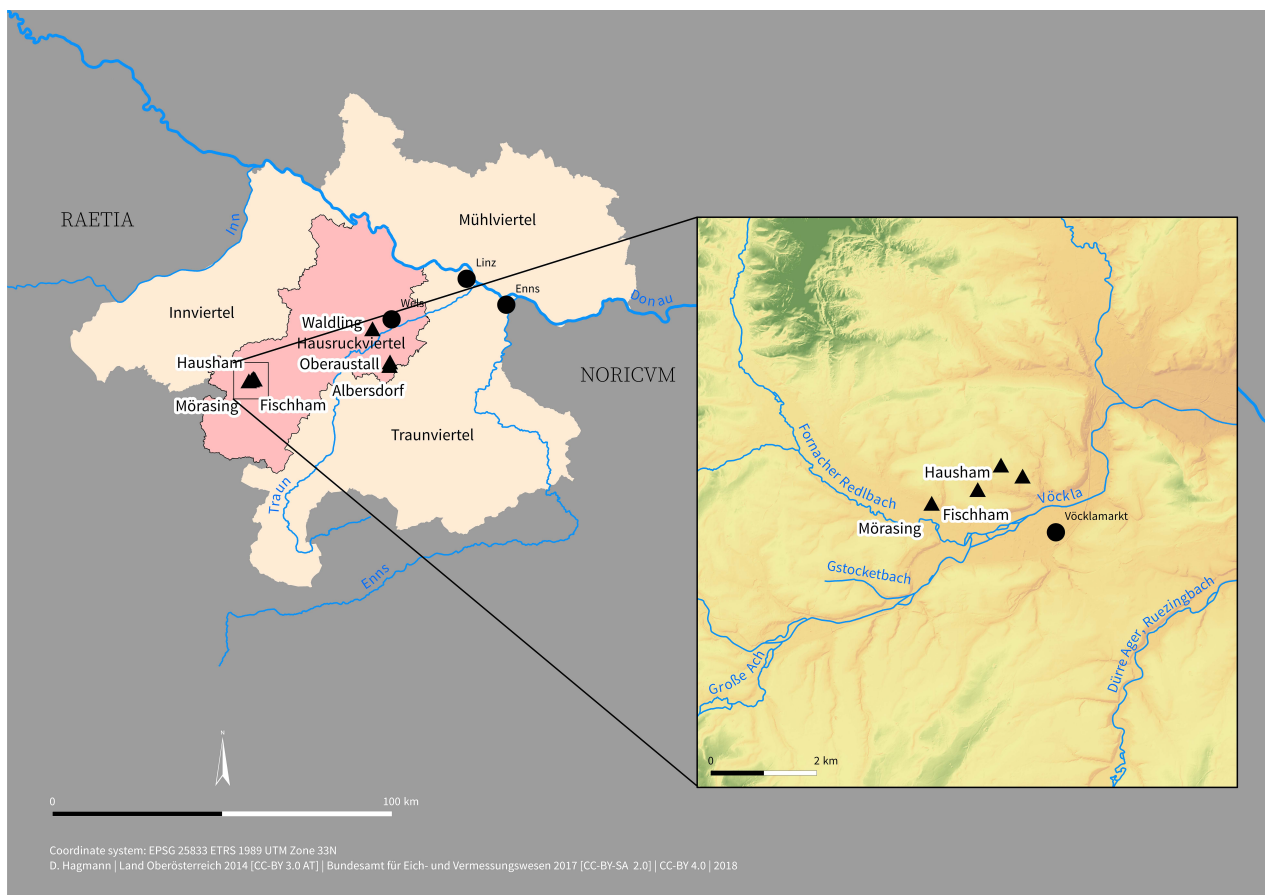 RAETIA
Inn
Mühlviertel
Linz
Enns
Donau
Innviertel
Wels
Waldling
Hausruckviertel
Hausham
Oberaustall
NORICVM
Albersdorf
Mörasing
Fischham
Traunviertel
Traun
Enns
N
0
100 km
Fornacher Redlbach
Hausham
Vöckla
Fischham
Vöcklamarkt
Mörasing
Gstocketbach
Dürre Ager, Ruezingbach
Große Ach
0
2 km
Coordinate system: EPSG 25833 ETRS 1989 UTM Zone 33N
D. Hagmann | Land Oberösterreich 2014 [CC-BY 3.0 AT] | Bundesamt für Eich- und Vermessungswesen 2017 [CC-BY-SA 2.0] | CC-BY 4.0 | 2018